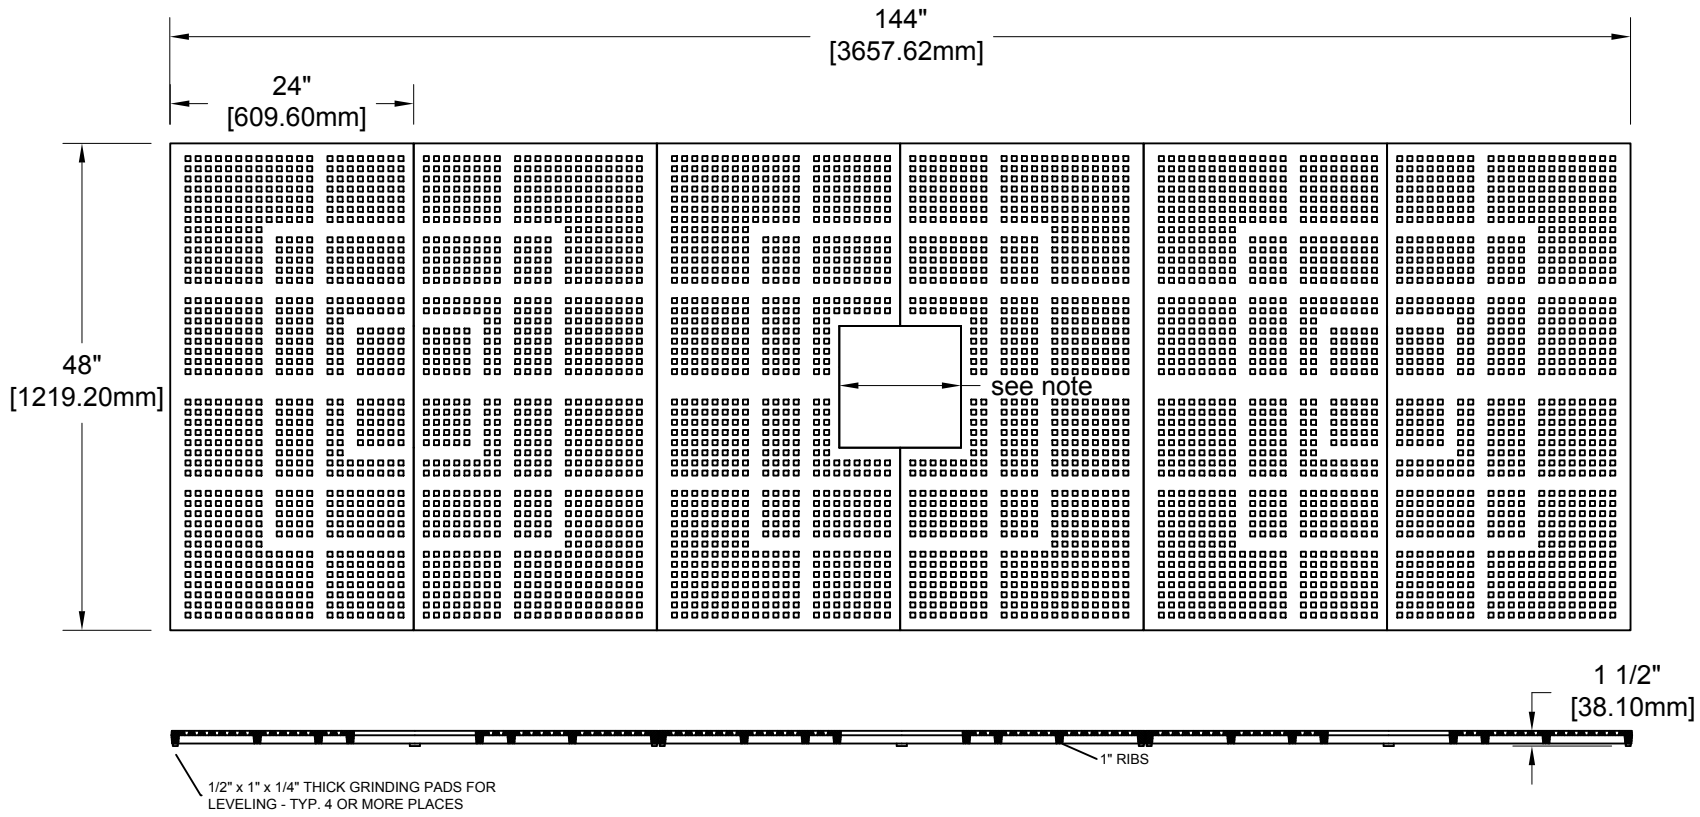 144"
[3657.62mm]
24"
[609.60mm]
48"
[1219.20mm]
see note
1 1/2"
[38.10mm]
1" RIBS
1/2" x 1" x 1/4" THICK GRINDING PADS FOR
LEVELING - TYP. 4 OR MORE PLACES